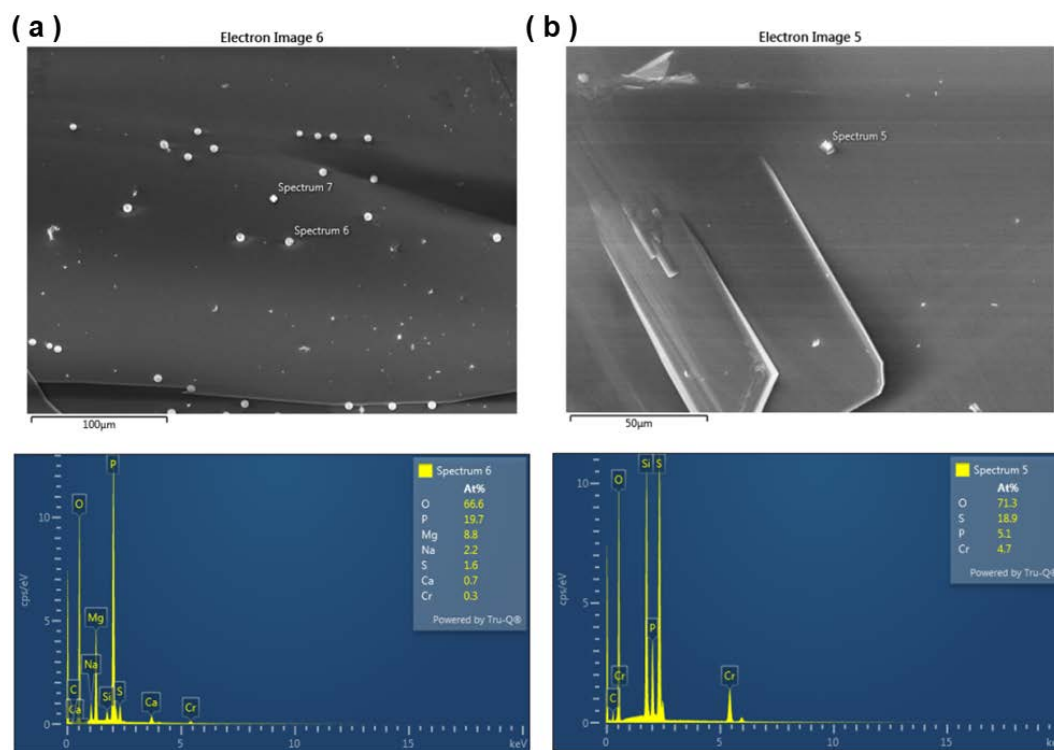 ( a )
Electron Image 6
Spectrum 7
Spectrum 6
100µm
( b )
Electron Image 5
Spectrum 5
50µm
P
O
Mg
Na
C
Ca
Si
S
Ca
Cr
cps/eV
10
5
0
0
5
10
15
keV
Spectrum 6
At%
O 66.6
P 19.7
Mg 8.8
Na 2.2
S 1.6
Ca 0.7
Cr 0.3
Powered by Tru-Q®
Si
S
O
P
Cr
C
Cr
cps/eV
10
5
0
0
5
10
15
keV
Spectrum 5
At%
O 71.3
S 18.9
P 5.1
Cr 4.7
Powered by Tru-Q®